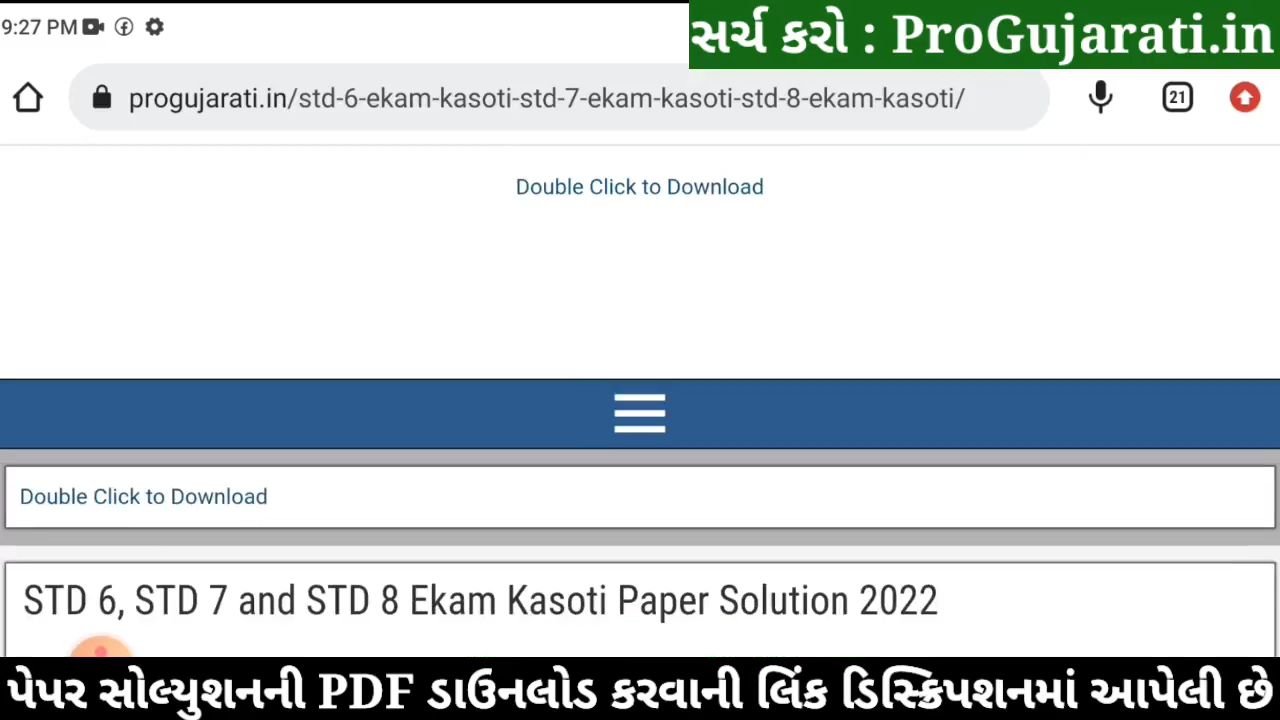 9:27 PM
સર્ચ કરો : ProGujarati.in
progujarati.in/std-6-ekam-kasoti-std-7-ekam-kasoti-std-8-ekam-kasoti/
21
Double Click to Download
Double Click to Download
STD 6, STD 7 and STD 8 Ekam Kasoti Paper Solution 2022
પેપર સોલ્યુશનની PDF ડાઉનલોડ કરવાની લિંક ડિસ્ક્રિપશનમાં આપેલી છે